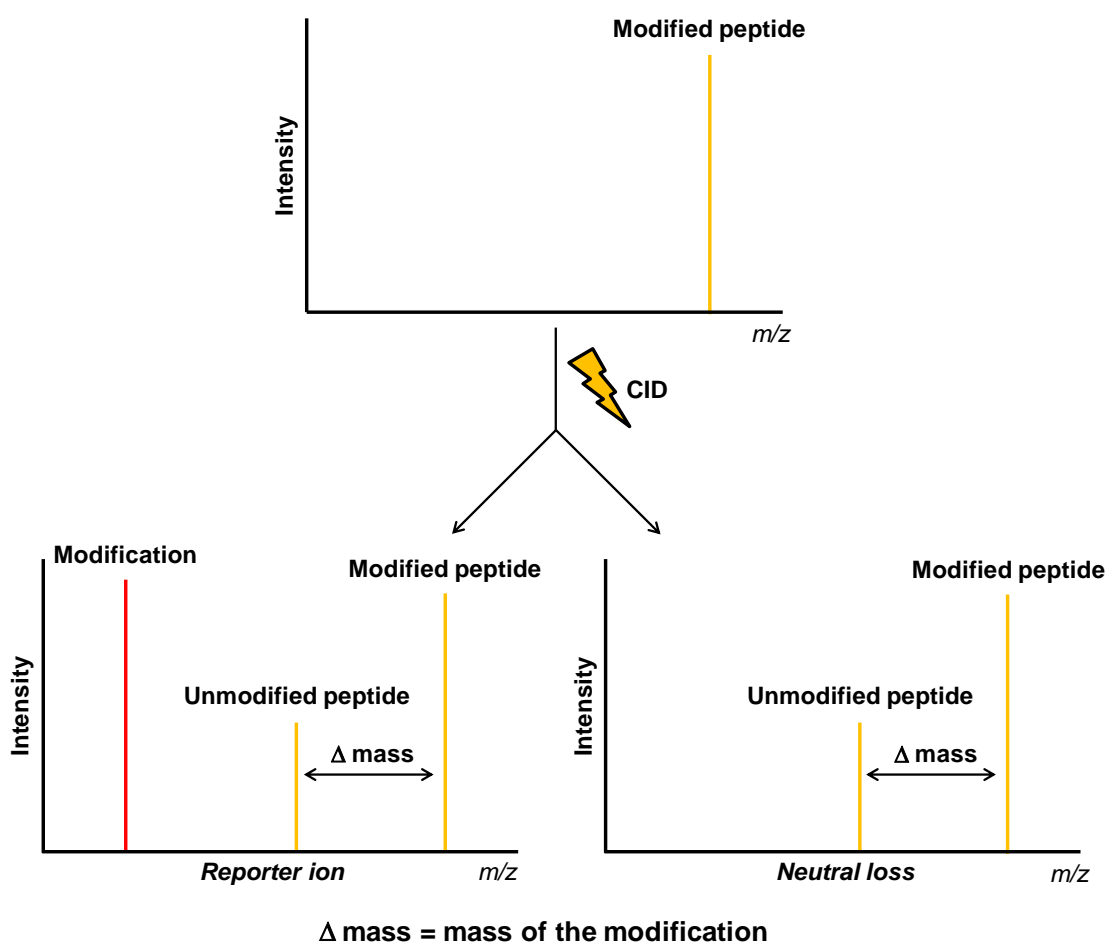 Modified peptide
Intensity
m/z
CID
Modification
Modified peptide
Unmodified peptide
Δ mass
Intensity
Reporter ion
m/z
Modified peptide
Unmodified peptide
Δ mass
Intensity
Neutral loss
m/z
Δ mass = mass of the modification